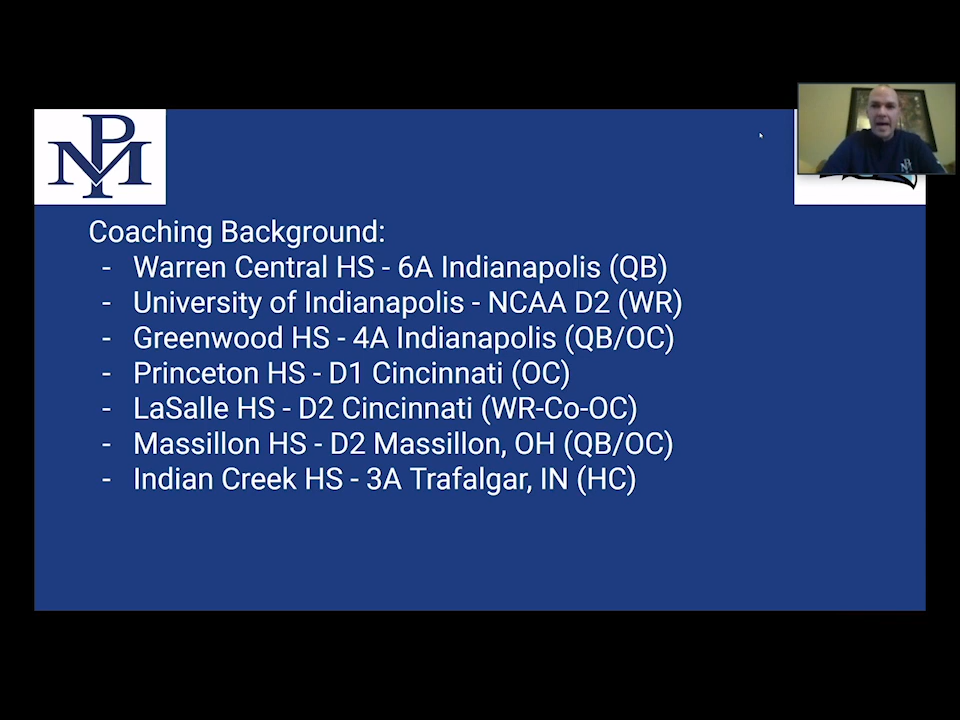 PM
Coaching Background:
- Warren Central HS - 6A Indianapolis (QB)
- University of Indianapolis - NCAA D2 (WR)
- Greenwood HS - 4A Indianapolis (QB/OC)
- Princeton HS - D1 Cincinnati (OC)
- LaSalle HS - D2 Cincinnati (WR-Co-OC)
- Massillon HS - D2 Massillon, OH (QB/OC)
- Indian Creek HS - 3A Trafalgar, IN (HC)